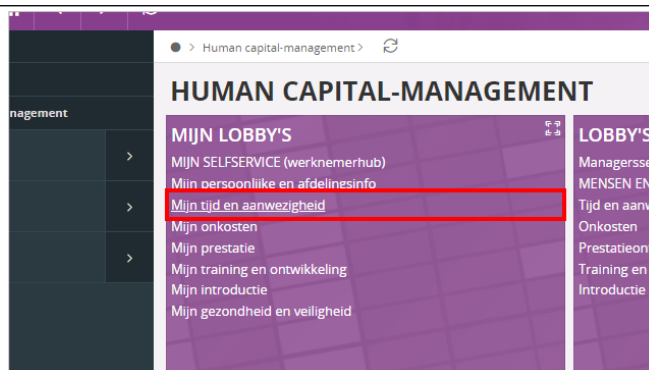 Human capital-management
HUMAN CAPITAL-MANAGEMENT
nagement
MIJN LOBBY'S
MIJN SELFSERVICE (werknemerhub)
Mijn persoonlijke en afdelingsinfo
Mijn tijd en aanwezigheid
Mijn onkosten
Mijn prestatie
Mijn training en ontwikkeling
Mijn introductie
Mijn gezondheid en veiligheid
LOBBY'S
Managersse
MENSEN EN
Tijd en aanw
Onkosten
Prestatieont
Training en
Introductie